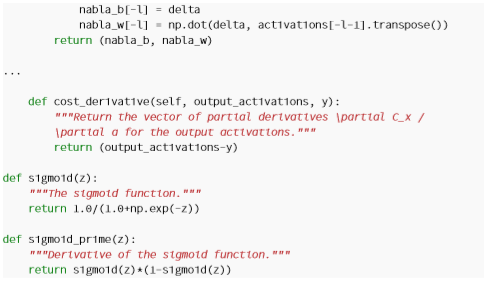 nabla_b[-l] = delta
nabla_w[-l] = np.dot(delta, activations[-l-1].transpose())
return (nabla_b, nabla_w)
...
def cost_derivative(self, output_activations, y):
"""Return the vector of partial derivatives \partial C_x /
\partial a for the output activations."""
return (output_activations-y)
def sigmoid(z):
"""The sigmoid function."""
return 1.0/(1.0+np.exp(-z))
def sigmoid_prime(z):
"""Derivative of the sigmoid function."""
return sigmoid(z)*(1-sigmoid(z))